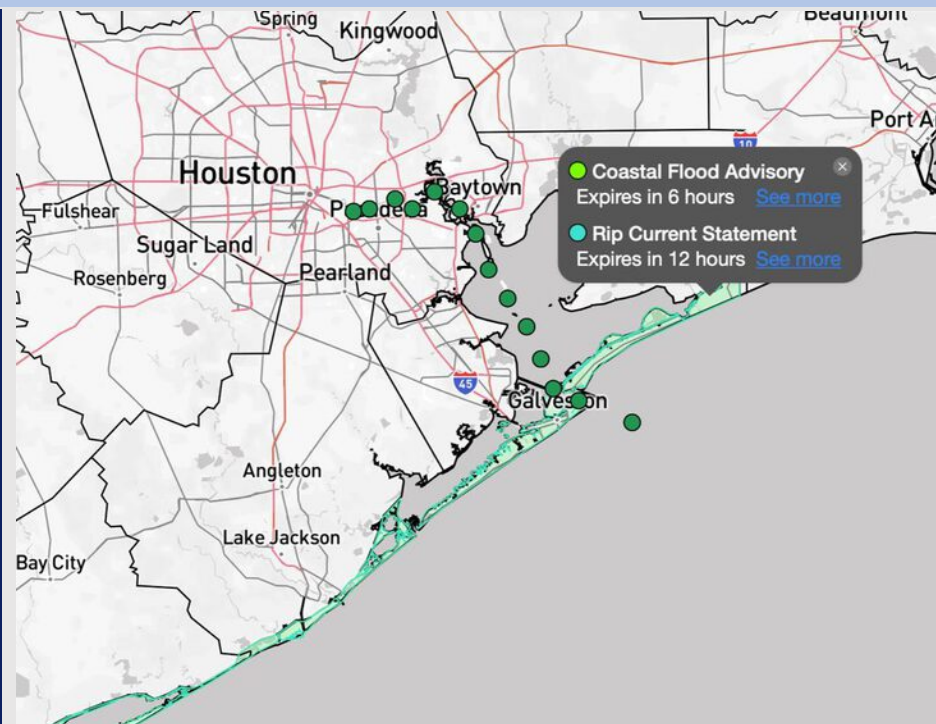 Spring
Kingwood
Beaumont
Port A
10
Houston
Baytown
Coastal Flood Advisory
Expires in 6 hours See more
Rip Current Statement
Expires in 12 hours See more
Fulshear
Sugar Land
Rosenberg
Pearland
45
Galveston
Angleton
Lake Jackson
Bay City